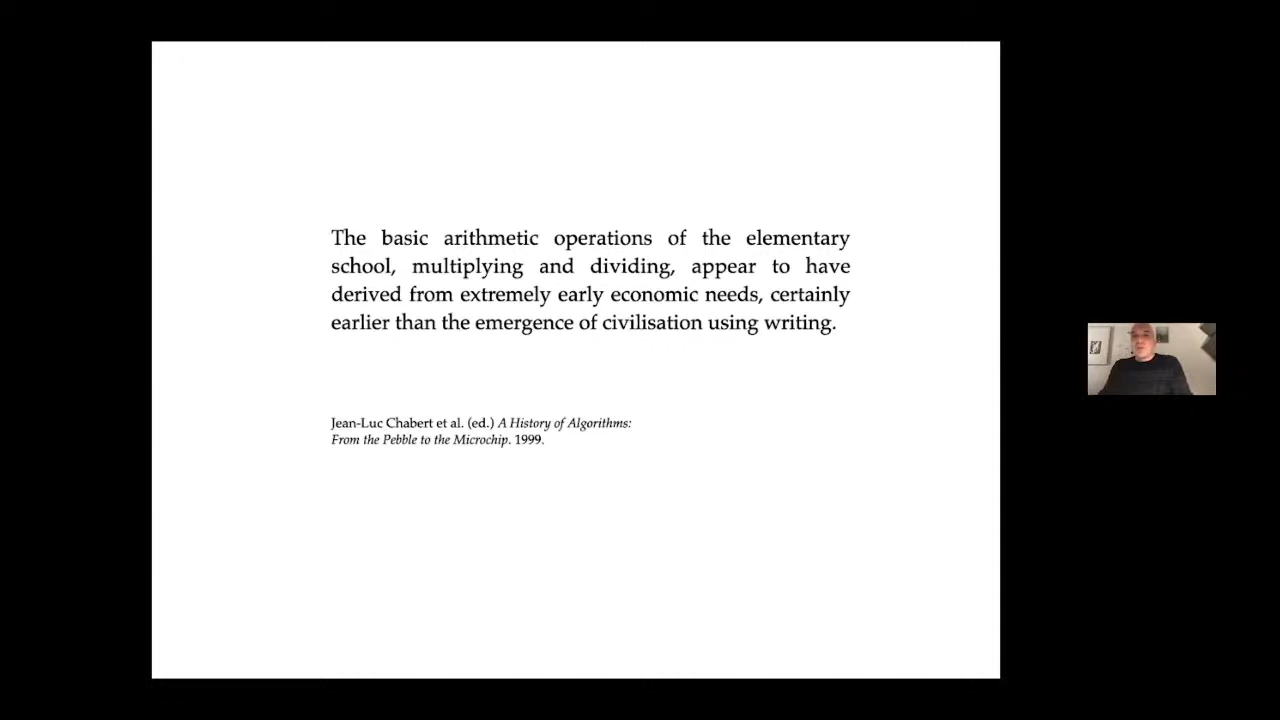 The basic arithmetic operations of the elementary
school, multiplying and dividing, appear to have
derived from extremely early economic needs, certainly
earlier than the emergence of civilisation using writing.
Jean-Luc Chabert et al. (ed.) A History of Algorithms:
From the Pebble to the Microchip. 1999.